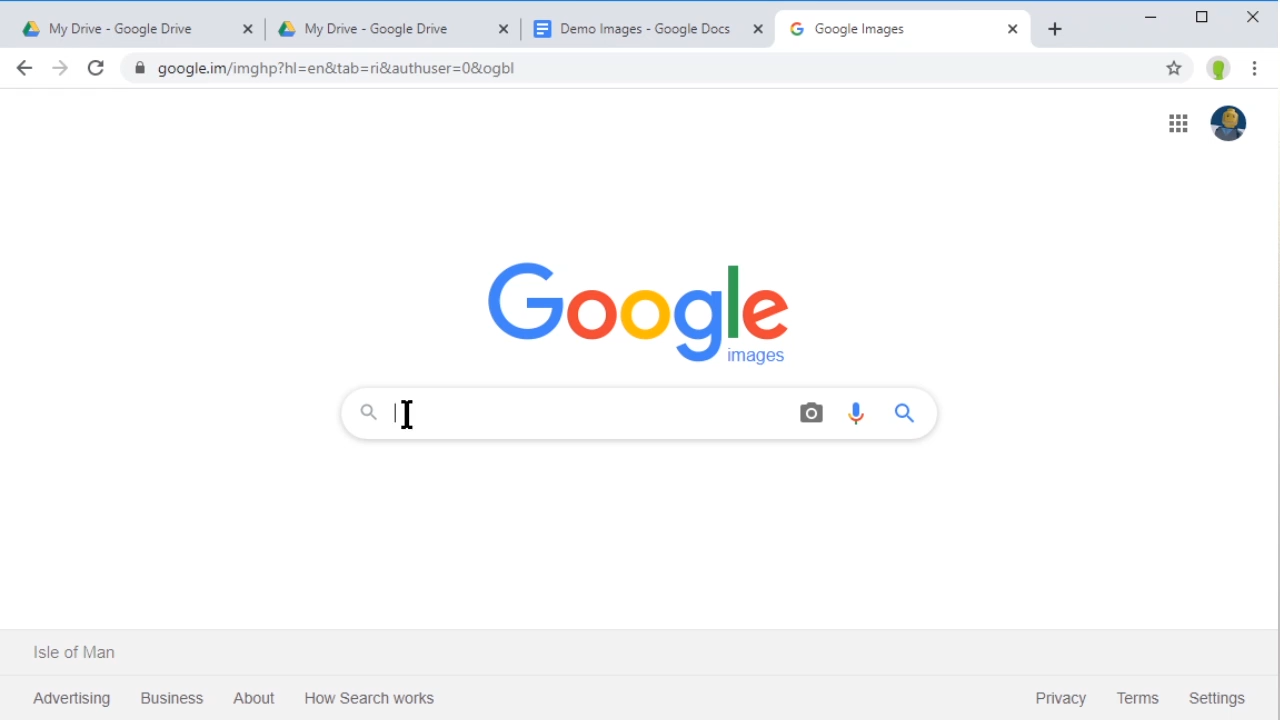 My Drive - Google Drive
My Drive - Google Drive
Demo Images - Google Docs
Google Images
google.im/imghp?hl=en&tab=ri&authuser=0&ogbl
Google
images
Isle of Man
Advertising Business About How Search works Privacy Terms Settings